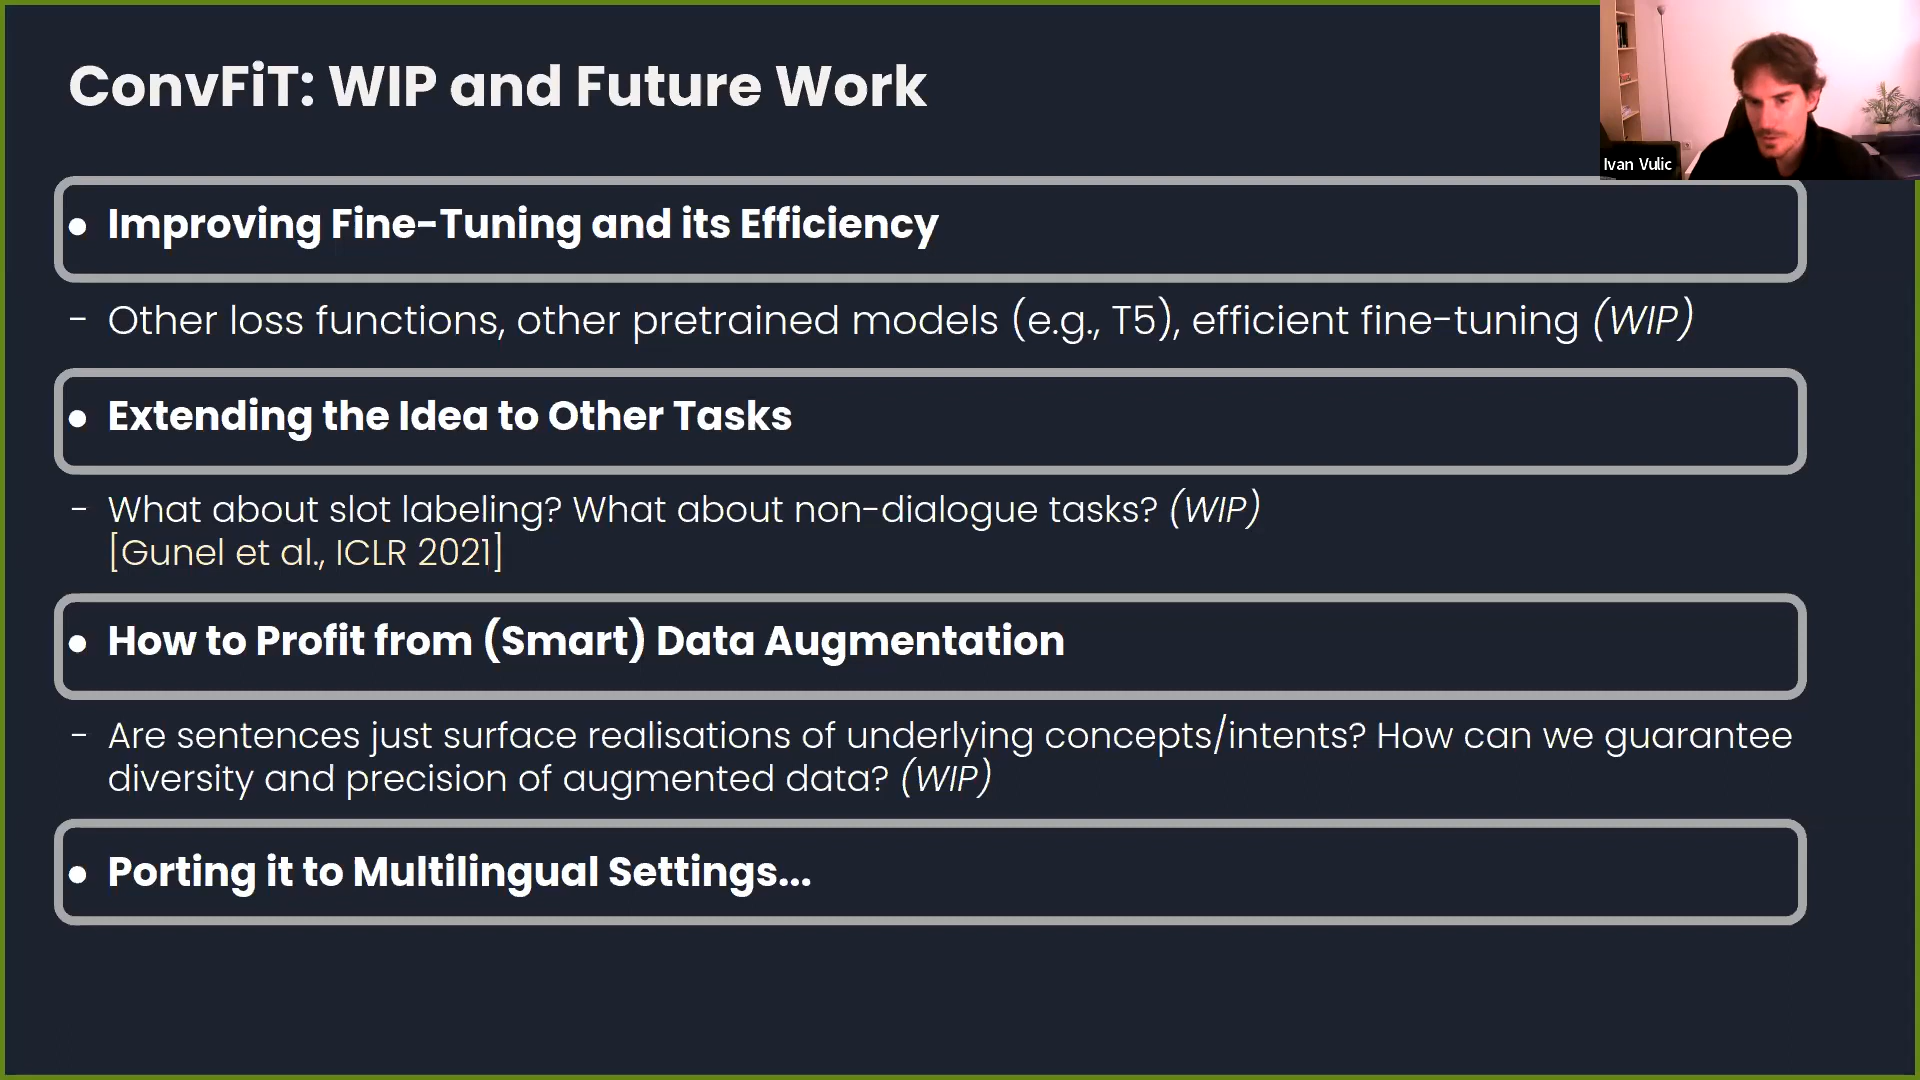 ConvFiT: WIP and Future Work
Ivan Vulic
● Improving Fine-Tuning and its Efficiency
- Other loss functions, other pretrained models (e.g., T5), efficient fine-tuning (WIP)
● Extending the Idea to Other Tasks
- What about slot labeling? What about non-dialogue tasks? (WIP)
[Gunel et al., ICLR 2021]
● How to Profit from (Smart) Data Augmentation
- Are sentences just surface realisations of underlying concepts/intents? How can we guarantee
diversity and precision of augmented data? (WIP)
● Porting it to Multilingual Settings...